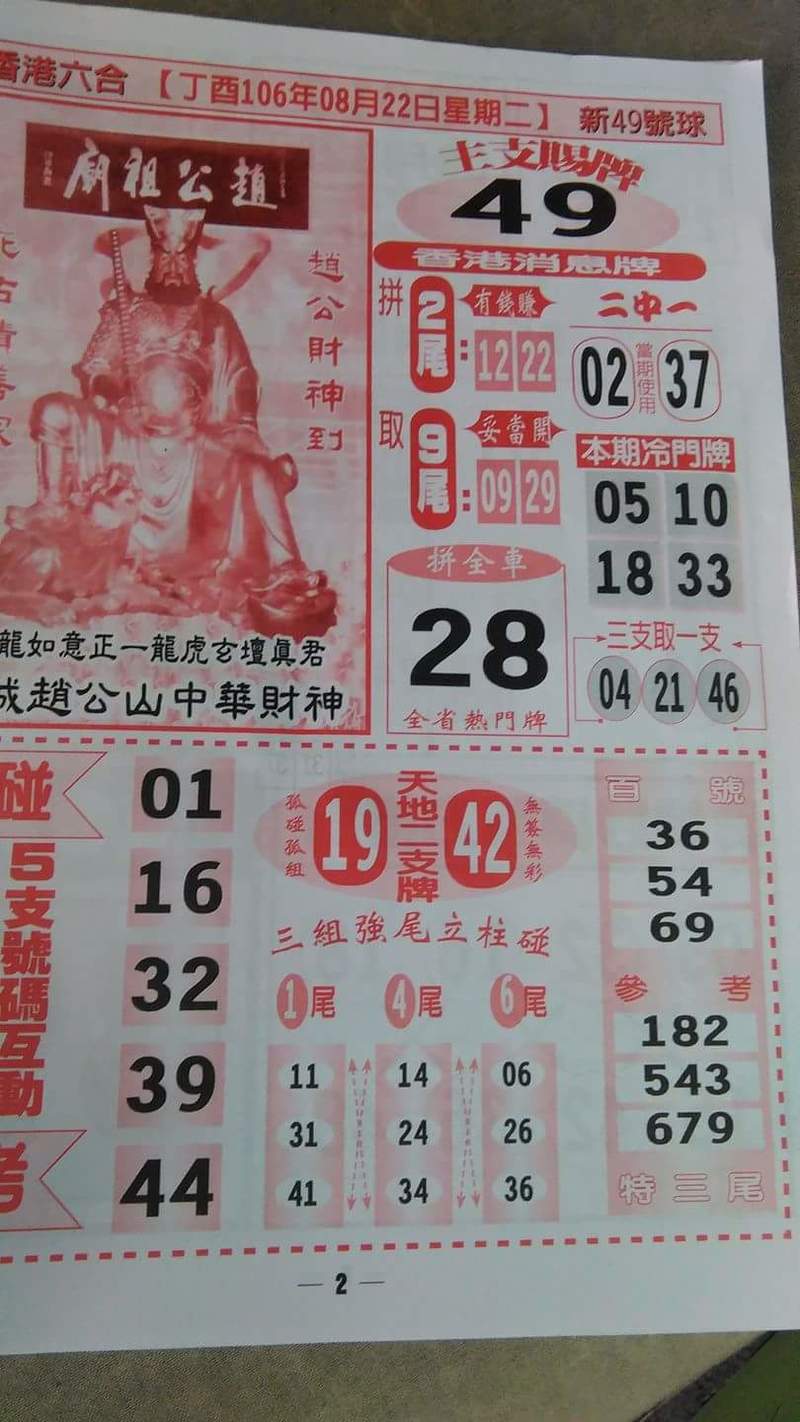 香港六合 【丁酉106年08月22日星期二】 新49號球
廟祖公趙
趙公財神到
龍如意正一龍虎玄壇真君
趙公山中華財神
主支賜牌
49
香港消息牌
拼 2尾: 有錢賺
12 22
取 9尾: 妥當開
09 29
二中一
02 當期使用 37
本期冷門牌
05 10
18 33
拼全車
28
全省熱門牌
三支取一支
04 21 46
碰
5支號碼互動
考
01
16
32
39
44
孤碰孤組 19 天地二支牌 42 無簽無彩
三組強尾立柱碰
1尾 4尾 6尾
11 14 06
31 24 26
41 34 36
百號
36
54
69
參考
182
543
679
特三尾
— 2 —